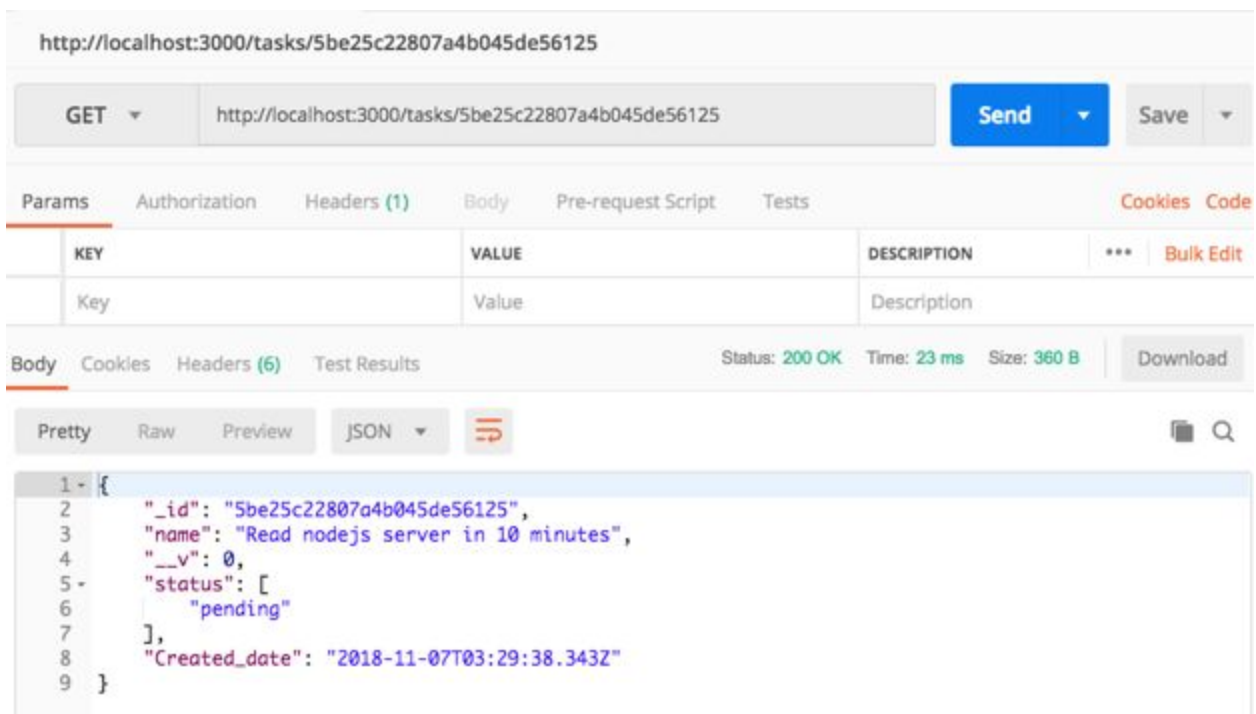 http://localhost:3000/tasks/5be25c22807a4b045de56125
GET http://localhost:3000/tasks/5be25c22807a4b045de56125 Send Save
Params Authorization Headers (1) Body Pre-request Script Tests Cookies Code
KEY VALUE DESCRIPTION ••• Bulk Edit
Key Value Description
Body Cookies Headers (6) Test Results Status: 200 OK Time: 23 ms Size: 360 B Download
Pretty Raw Preview JSON
1 {
2 "_id": "5be25c22807a4b045de56125",
3 "name": "Read nodejs server in 10 minutes",
4 "__v": 0,
5 "status": [
6 "pending"
7 ],
8 "Created_date": "2018-11-07T03:29:38.343Z"
9 }